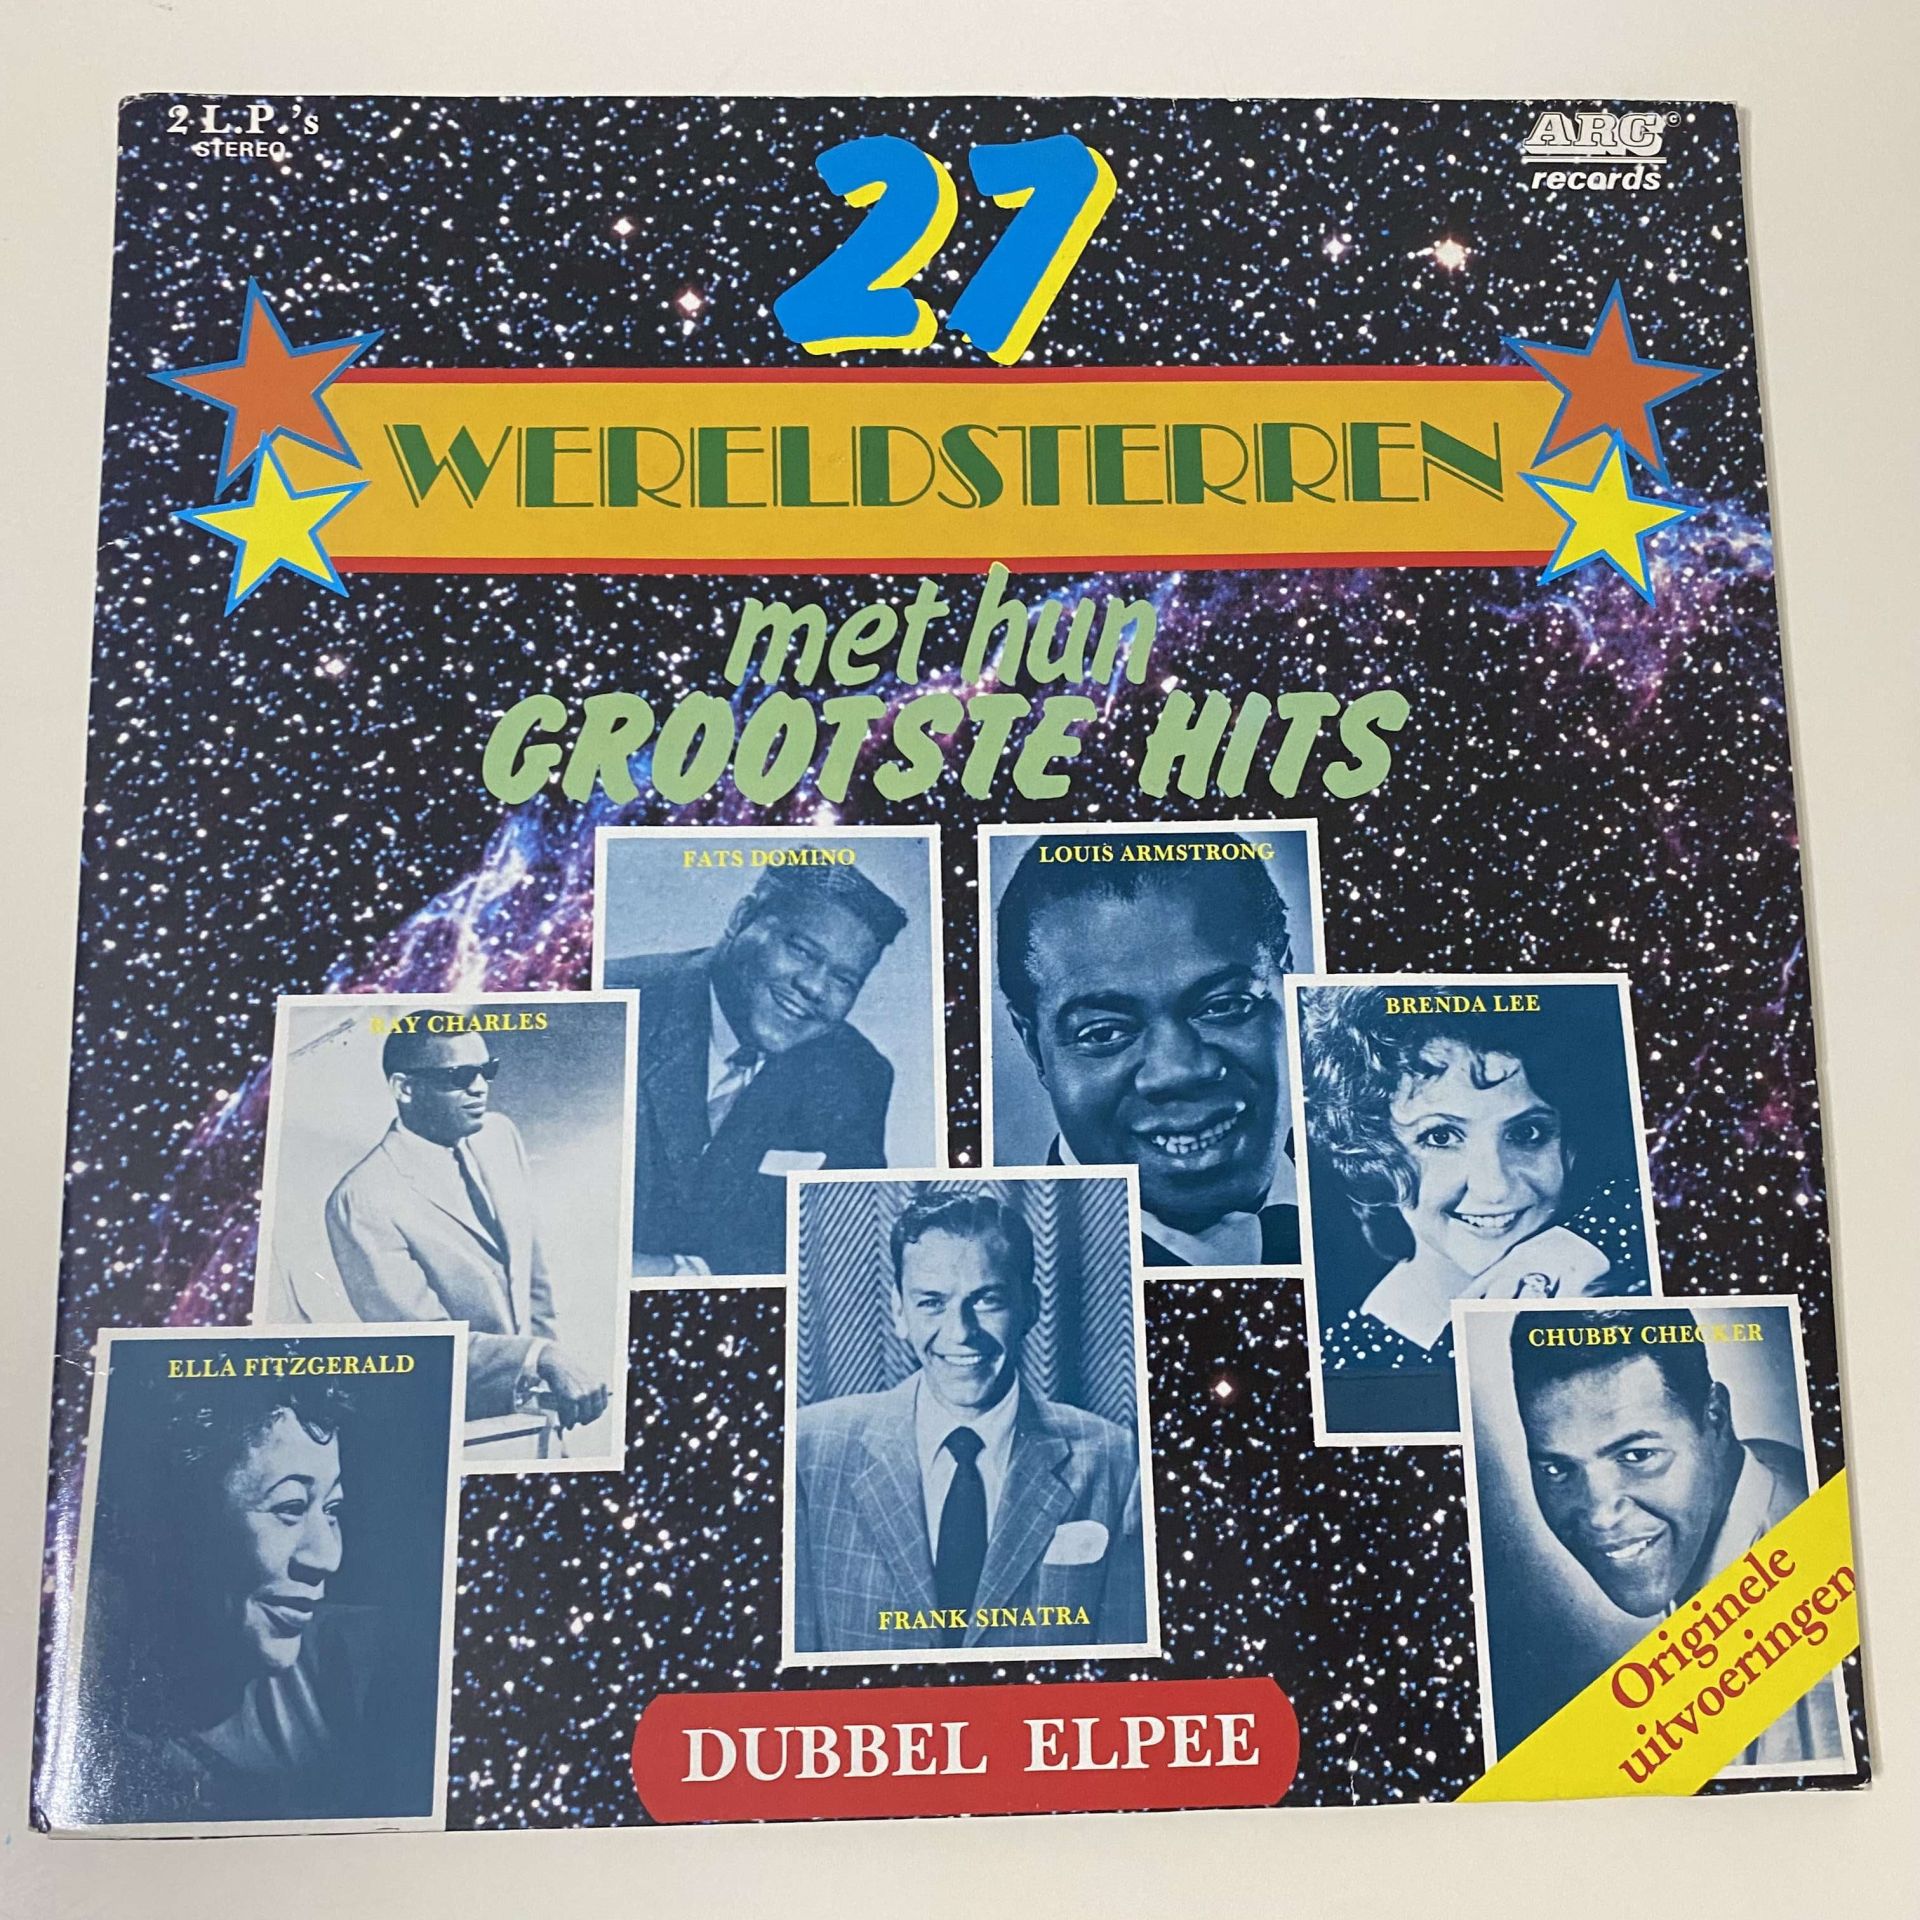 2 L.P.'s
STEREO
ARC©
records
27
WERELDSTERREN
met hun
GROOTSTE HITS
FATS DOMINO
LOUIS ARMSTRONG
RAY CHARLES
BRENDA LEE
ELLA FITZGERALD
CHUBBY CHECKER
FRANK SINATRA
Originele
uitvoeringen
DUBBEL ELPEE